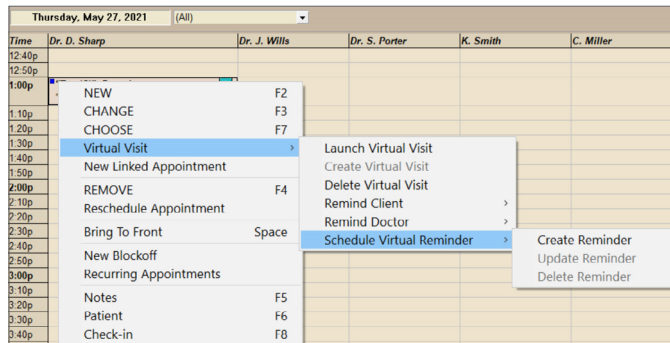 Thursday, May 27, 2021 (All)
Time Dr. D. Sharp Dr. J. Wills Dr. S. Porter K. Smith C. Miller
12:40p
12:50p
1:00p
NEW F2
1:10p CHANGE F3
1:20p CHOOSE F7
1:30p Virtual Visit Launch Virtual Visit
1:40p New Linked Appointment Create Virtual Visit
1:50p Delete Virtual Visit
2:00p REMOVE F4
2:10p Reschedule Appointment Remind Client
2:20p Remind Doctor
2:30p Bring To Front Space
2:40p Schedule Virtual Reminder Create Reminder
2:50p New Blockoff Update Reminder
3:00p Recurring Appointments Delete Reminder
3:10p Notes F5
3:20p Patient F6
3:30p
3:40p Check-in F8